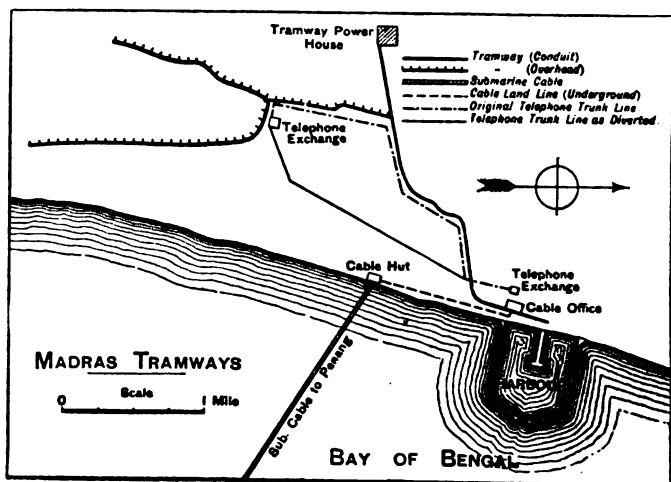 Tramway Power
House
Tramway (Conduit)
" (Overhead)
Submarine Cable
Cable Land Line (Underground)
Original Telephone Trunk Line
Telephone Trunk Line as Diverted
Telephone
Exchange
Cable Hut
Telephone
Exchange
Cable Office
MADRAS TRAMWAYS
Scale
0 1 Mile
Sub. Cable to Penang
HARBOUR
BAY OF BENGAL